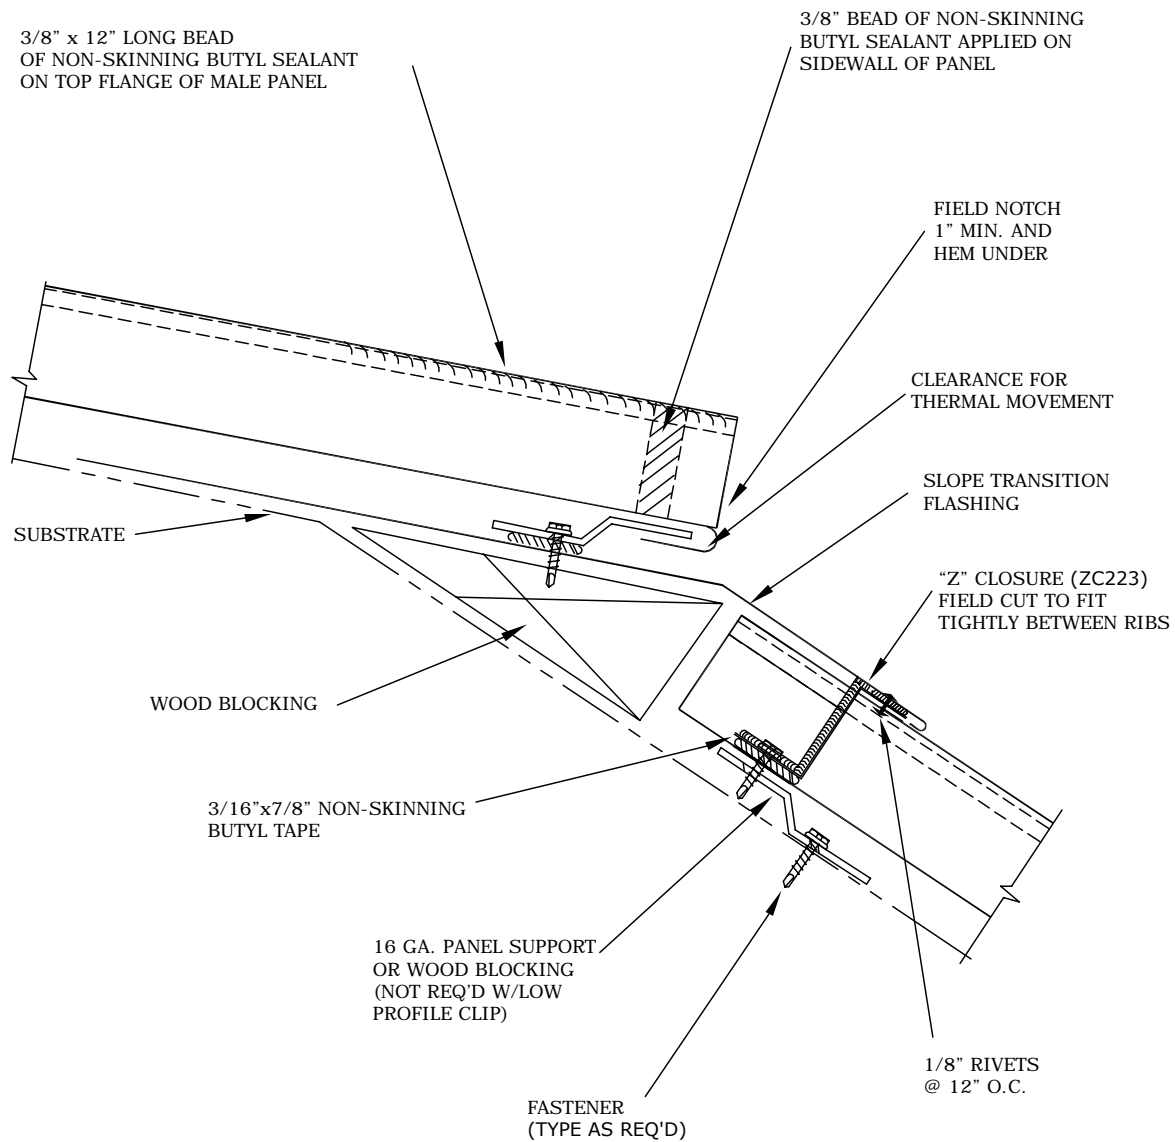 3/8” x 12” LONG BEAD
OF NON-SKINNING BUTYL SEALANT
ON TOP FLANGE OF MALE PANEL
3/8” BEAD OF NON-SKINNING
BUTYL SEALANT APPLIED ON
SIDEWALL OF PANEL
FIELD NOTCH
1” MIN. AND
HEM UNDER
CLEARANCE FOR
THERMAL MOVEMENT
SLOPE TRANSITION
FLASHING
SUBSTRATE
“Z” CLOSURE (ZC223)
FIELD CUT TO FIT
TIGHTLY BETWEEN RIBS
WOOD BLOCKING
3/16”x7/8” NON-SKINNING
BUTYL TAPE
16 GA. PANEL SUPPORT
OR WOOD BLOCKING
(NOT REQ’D W/LOW
PROFILE CLIP)
1/8” RIVETS
@ 12” O.C.
FASTENER
(TYPE AS REQ'D)